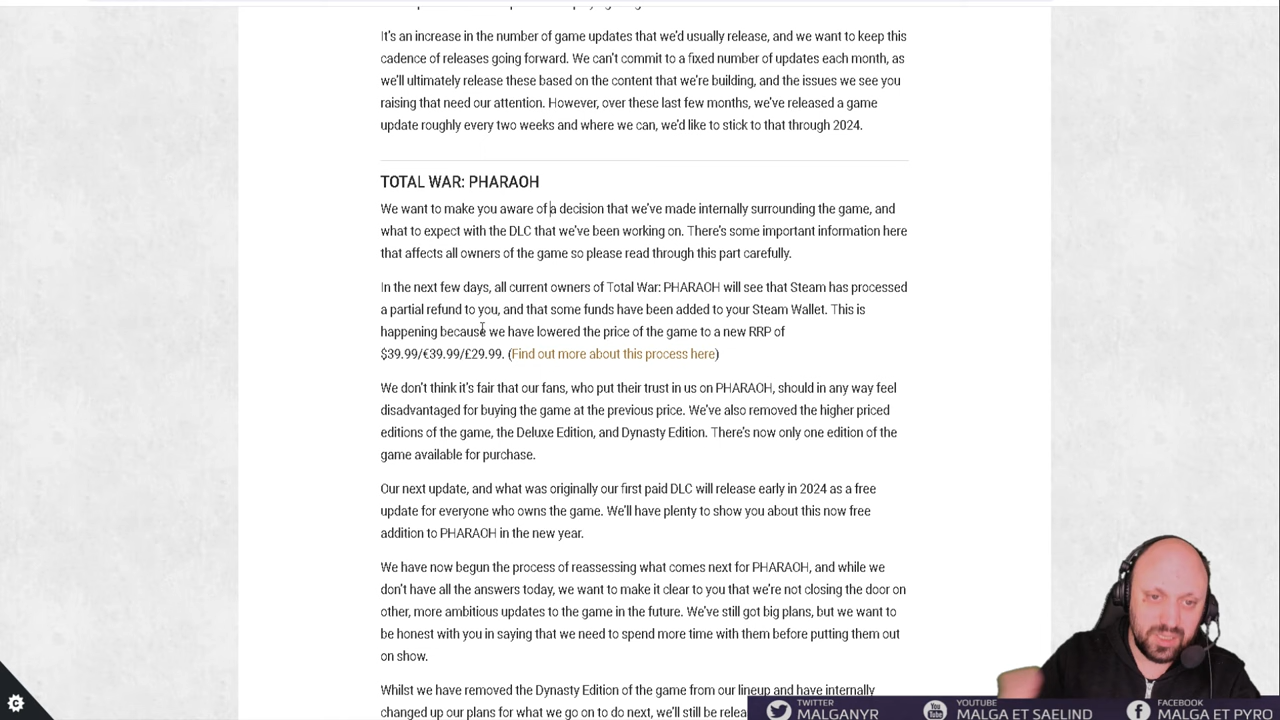 It's an increase in the number of game updates that we'd usually release, and we want to keep this
cadence of releases going forward. We can't commit to a fixed number of updates each month, as
we'll ultimately release these based on the content that we're building, and the issues we see you
raising that need our attention. However, over these last few months, we've released a game
update roughly every two weeks and where we can, we'd like to stick to that through 2024.
TOTAL WAR: PHARAOH
We want to make you aware of a decision that we've made internally surrounding the game, and
what to expect with the DLC that we've been working on. There's some important information here
that affects all owners of the game so please read through this part carefully.
In the next few days, all current owners of Total War: PHARAOH will see that Steam has processed
a partial refund to you, and that some funds have been added to your Steam Wallet. This is
happening because we have lowered the price of the game to a new RRP of
$39.99/€39.99/£29.99. (Find out more about this process here)
We don't think it's fair that our fans, who put their trust in us on PHARAOH, should in any way feel
disadvantaged for buying the game at the previous price. We've also removed the higher priced
editions of the game, the Deluxe Edition, and Dynasty Edition. There's now only one edition of the
game available for purchase.
Our next update, and what was originally our first paid DLC will release early in 2024 as a free
update for everyone who owns the game. We'll have plenty to show you about this now free
addition to PHARAOH in the new year.
We have now begun the process of reassessing what comes next for PHARAOH, and while we
don't have all the answers today, we want to make it clear to you that we're not closing the door on
other, more ambitious updates to the game in the future. We've still got big plans, but we want to
be honest with you in saying that we need to spend more time with them before putting them out
on show.
Whilst we have removed the Dynasty Edition of the game from our lineup and have internally
changed up our plans for what we go on to do next, we'll still be relea
TWITTER
MALGANYR
You Tube
YOUTUBE
MALGA ET SAELIND
FACEBOOK
MALGA ET PYRO